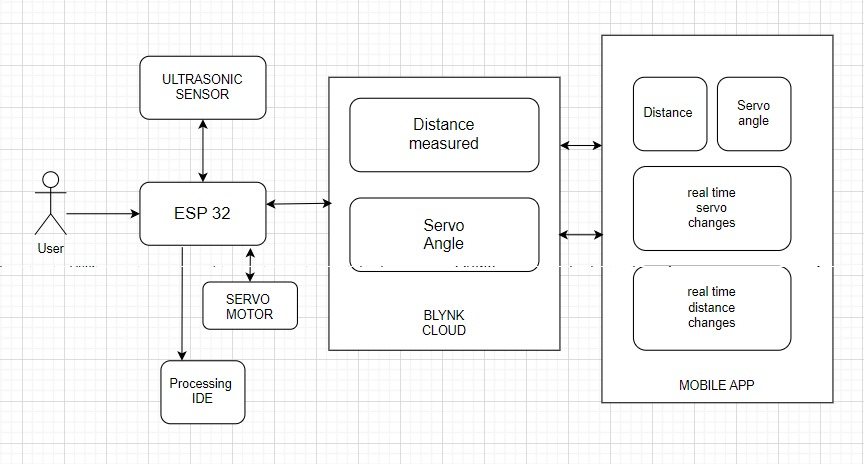 ULTRASONIC
SENSOR
User
ESP 32
SERVO
MOTOR
Processing
IDE
Distance
measured
Servo
Angle
BLYNK
CLOUD
Distance
Servo
angle
real time
servo
changes
real time
distance
changes
MOBILE APP